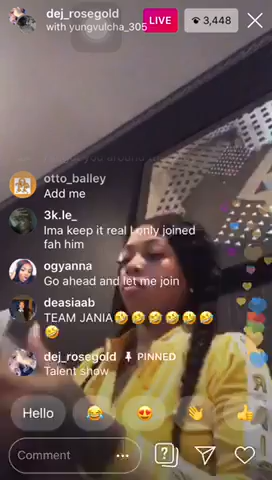 dej_rosegold
with yungvulcha_305
LIVE
3,448
otto_balley
Add me
3k.le_
Ima keep it real I only joined
fah him
ogyanna
Go ahead and let me join
deasiaab
TEAM JANIA🤣🤣🤣🤣🤣🤣
🤣
dej_rosegold 📌 PINNED
Talent show
Hello 😂 😍 👋 👍
Comment